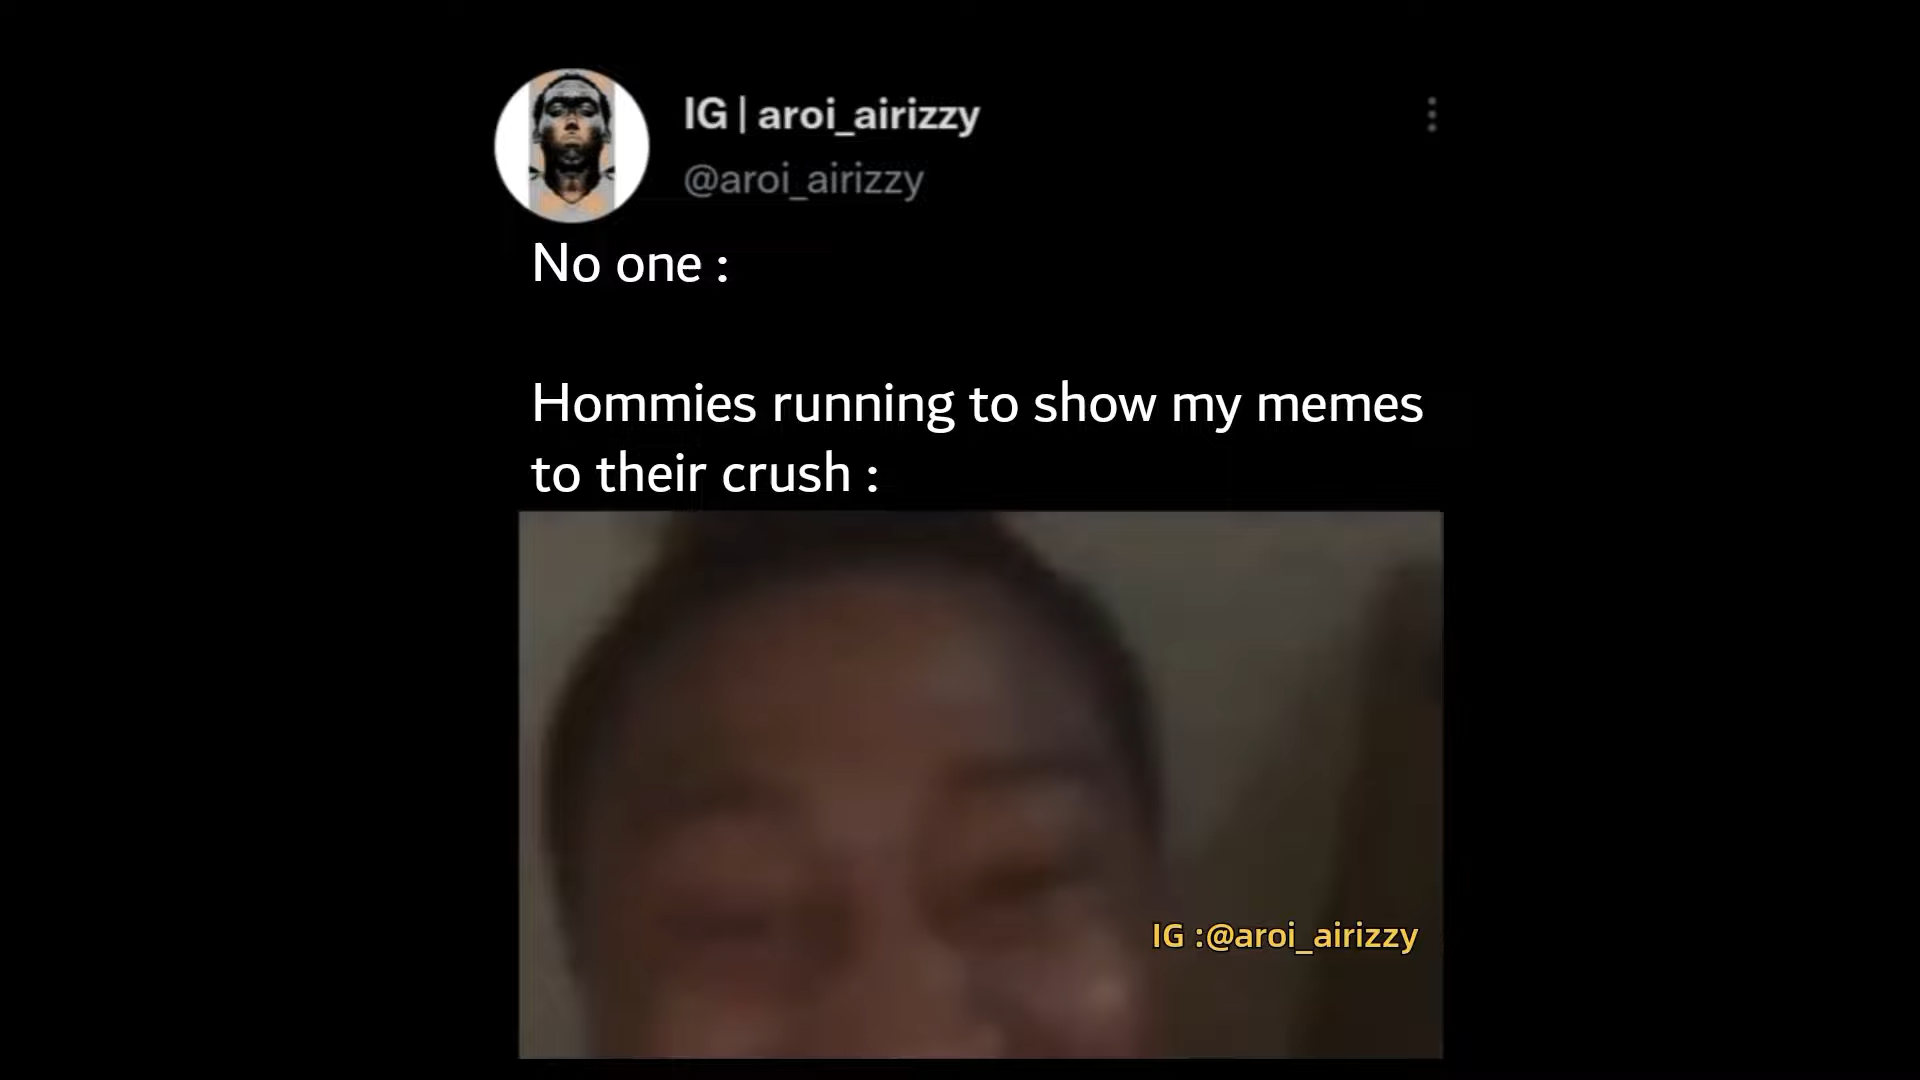 IG | aroi_airizzy
@aroi_airizzy
No one :
Hommies running to show my memes
to their crush :
IG :@aroi_airizzy